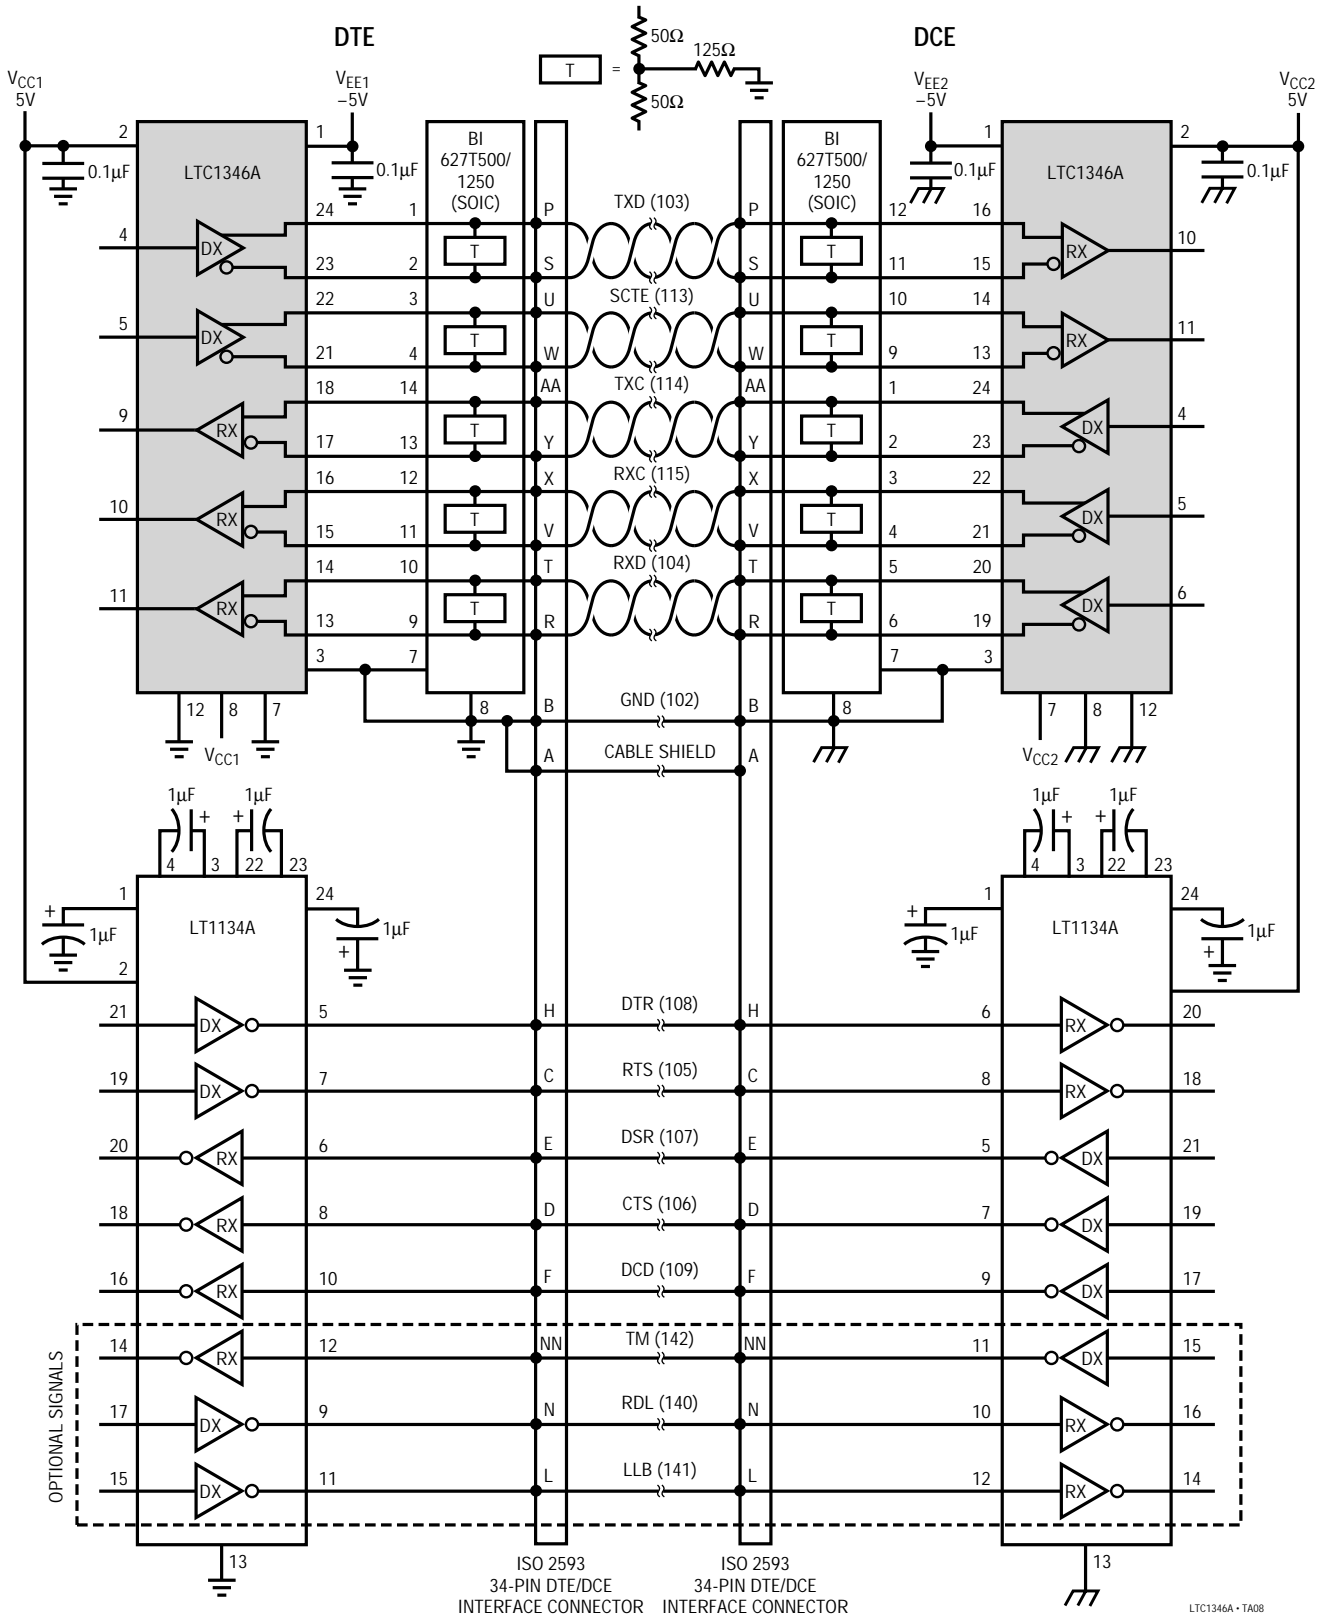 DTE
DCE
T
=
50Ω
125Ω
50Ω
VCC1
5V
VEE1
–5V
VEE2
–5V
VCC2
5V
2
1
1
2
0.1µF
0.1µF
0.1µF
0.1µF
LTC1346A
BI
627T500/
1250
(SOIC)
BI
627T500/
1250
(SOIC)
LTC1346A
4
DX
24
1
T
P
TXD (103)
P
T
12
16
RX
10
23
2
S
S
11
15
5
DX
22
3
T
U
SCTE (113)
U
T
10
14
RX
11
21
4
W
W
9
13
9
RX
18
14
T
AA
TXC (114)
AA
T
1
24
DX
4
17
13
Y
Y
2
23
10
RX
16
12
T
X
RXC (115)
X
T
3
22
DX
5
15
11
V
V
4
21
11
RX
14
10
T
T
RXD (104)
T
T
5
20
DX
6
13
9
R
R
6
19
3
7
7
3
12
8
7
VCC1
8
B
GND (102)
B
8
7
8
12
VCC2
A
CABLE SHIELD
A
1µF
1µF
1µF
1µF
+
+
+
+
4
3
22
23
4
3
22
23
1
24
1
24
+
1µF
LT1134A
1µF
+
+
1µF
LT1134A
1µF
+
2
21
DX
5
H
DTR (108)
H
6
RX
20
19
DX
7
C
RTS (105)
C
8
RX
18
20
RX
6
E
DSR (107)
E
5
DX
21
18
RX
8
D
CTS (106)
D
7
DX
19
16
RX
10
F
DCD (109)
F
9
DX
17
OPTIONAL SIGNALS
14
RX
12
NN
TM (142)
NN
11
DX
15
17
DX
9
N
RDL (140)
N
10
RX
16
15
DX
11
L
LLB (141)
L
12
RX
14
13
13
ISO 2593
34-PIN DTE/DCE
INTERFACE CONNECTOR
ISO 2593
34-PIN DTE/DCE
INTERFACE CONNECTOR
LTC1346A • TA08